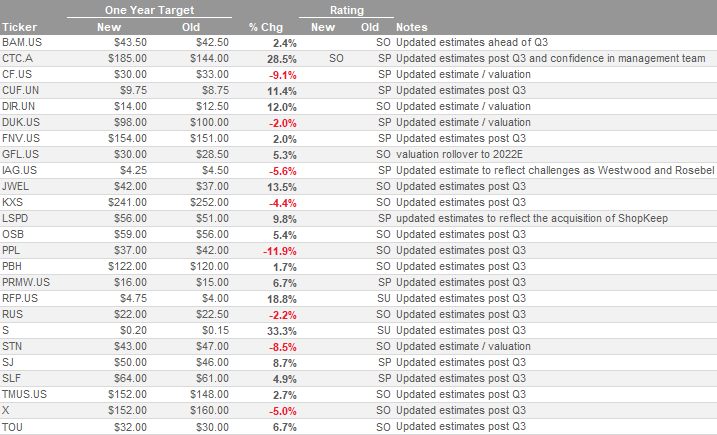 One Year Target Rating
Ticker New Old % Chg New Old Notes
BAM.US $43.50 $42.50 2.4% SO Updated estimates ahead of Q3
CTC.A $185.00 $144.00 28.5% SO SP Updated estimates post Q3 and confidence in management team
CF.US $30.00 $33.00 -9.1% SP Updated estimate / valuation
CUF.UN $9.75 $8.75 11.4% SP Updated estimates post Q3
DIR.UN $14.00 $12.50 12.0% SO Updated estimate / valuation
DUK.US $98.00 $100.00 -2.0% SP Updated estimate / valuation
FNV.US $154.00 $151.00 2.0% SP Updated estimates post Q3
GFL.US $30.00 $28.50 5.3% SO valuation rollover to 2022E
IAG.US $4.25 $4.50 -5.6% SP Updated estimate to reflect challenges as Westwood and Rosebel
JWEL $42.00 $37.00 13.5% SO Updated estimates post Q3
KXS $241.00 $252.00 -4.4% SO Updated estimates post Q3
LSPD $56.00 $51.00 9.8% SP updated estimates to reflect the acquisition of ShopKeep
OSB $59.00 $56.00 5.4% SO Updated estimates post Q3
PPL $37.00 $42.00 -11.9% SO Updated estimates post Q3
PBH $122.00 $120.00 1.7% SO Updated estimates post Q3
PRMW.US $16.00 $15.00 6.7% SP Updated estimates post Q3
RFP.US $4.75 $4.00 18.8% SU Updated estimates post Q3
RUS $22.00 $22.50 -2.2% SO Updated estimates post Q3
S $0.20 $0.15 33.3% SU Updated estimates post Q3
STN $43.00 $47.00 -8.5% SO Updated estimate / valuation
SJ $50.00 $46.00 8.7% SP Updated estimates post Q3
SLF $64.00 $61.00 4.9% SP Updated estimates post Q3
TMUS.US $152.00 $148.00 2.7% SO Updated estimates post Q3
X $152.00 $160.00 -5.0% SO Updated estimates post Q3
TOU $32.00 $30.00 6.7% SO Updated estimates post Q3